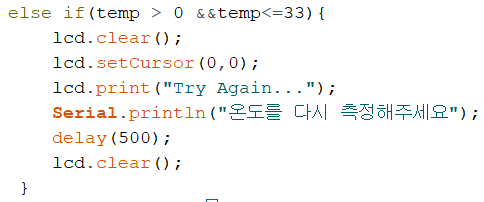 else if(temp > 0 &&temp<=33){
lcd.clear();
lcd.setCursor(0,0);
lcd.print("Try Again...");
Serial.println("온도를 다시 측정해주세요");
delay(500);
lcd.clear();
}